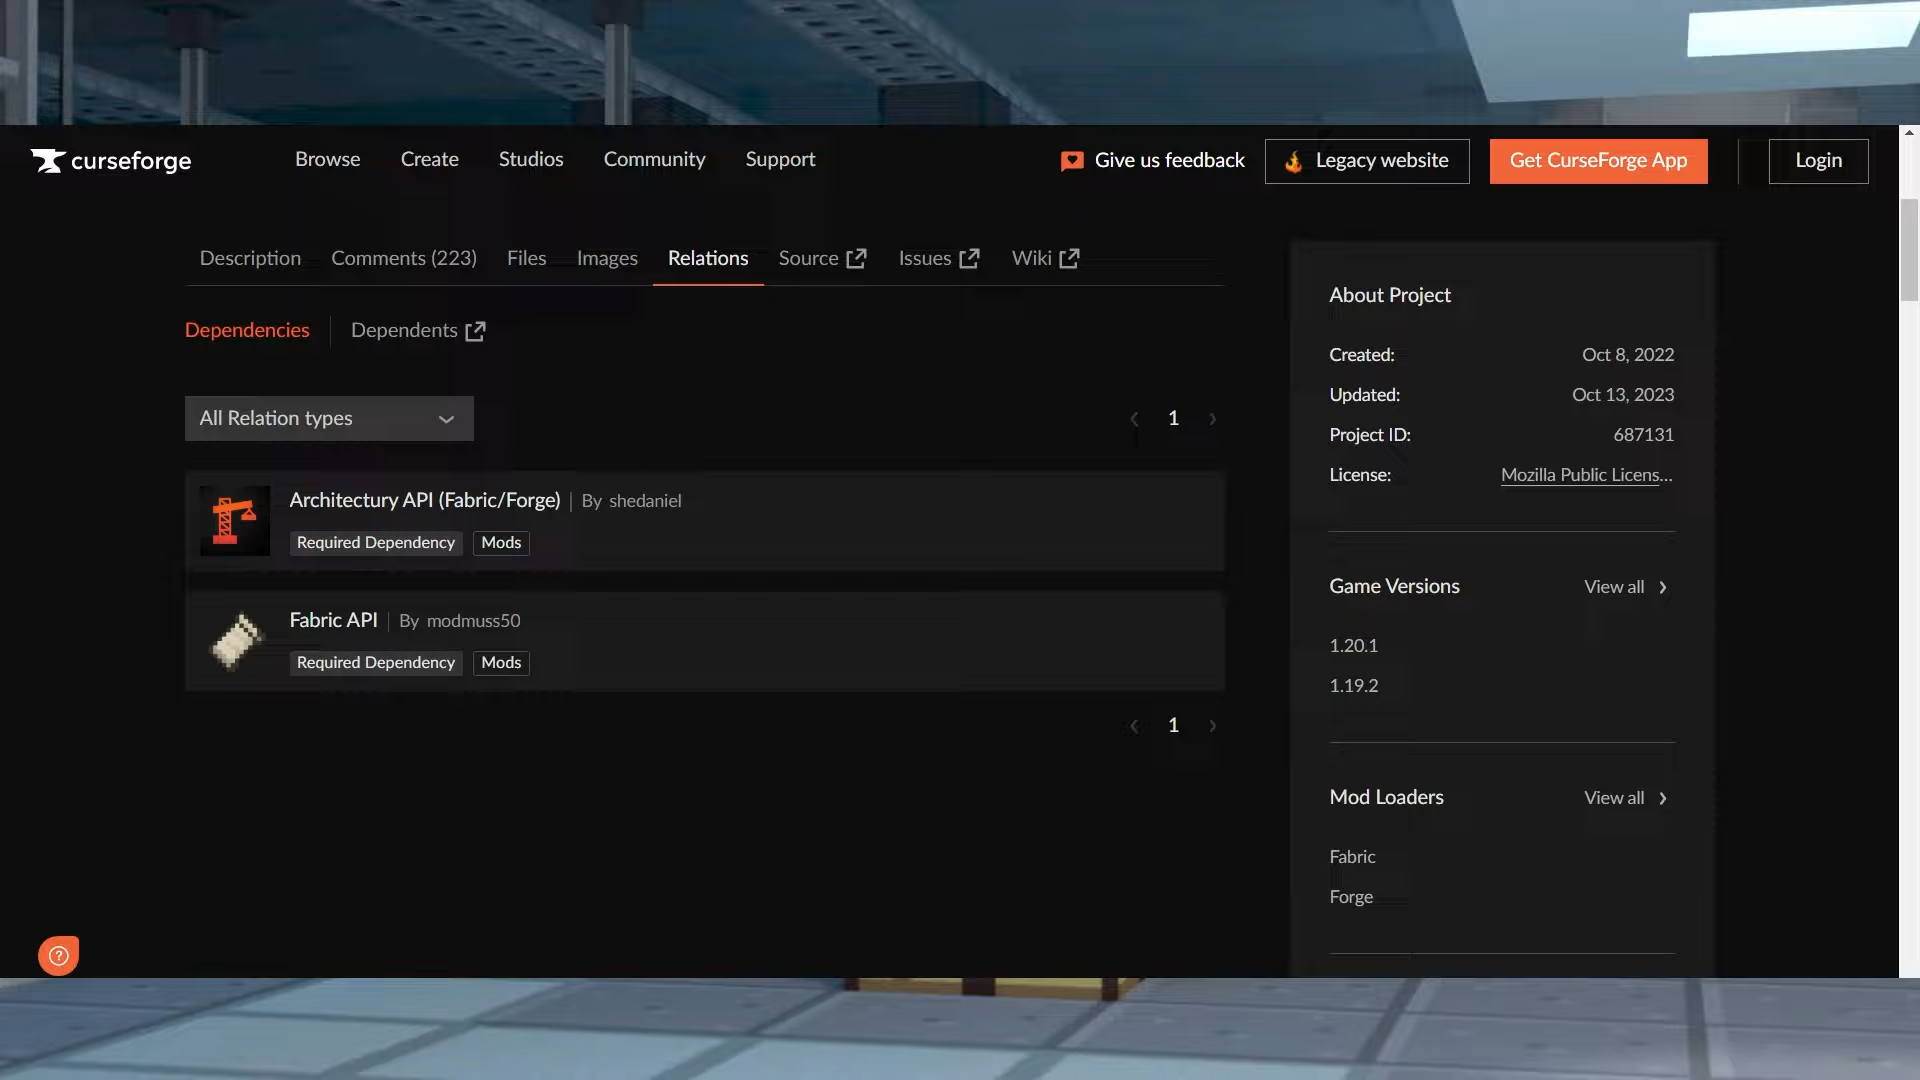 curseforge
Browse Create Studios Community Support
Give us feedback
Legacy website
Get CurseForge App
Login
Description Comments (223) Files Images Relations Source Issues Wiki
Dependencies Dependents
All Relation types
1
Architectury API (Fabric/Forge) By shedaniel
Required Dependency Mods
Fabric API By modmuss50
Required Dependency Mods
1
About Project
Created: Oct 8, 2022
Updated: Oct 13, 2023
Project ID: 687131
License: Mozilla Public Licens...
Game Versions View all
1.20.1
1.19.2
Mod Loaders View all
Fabric
Forge